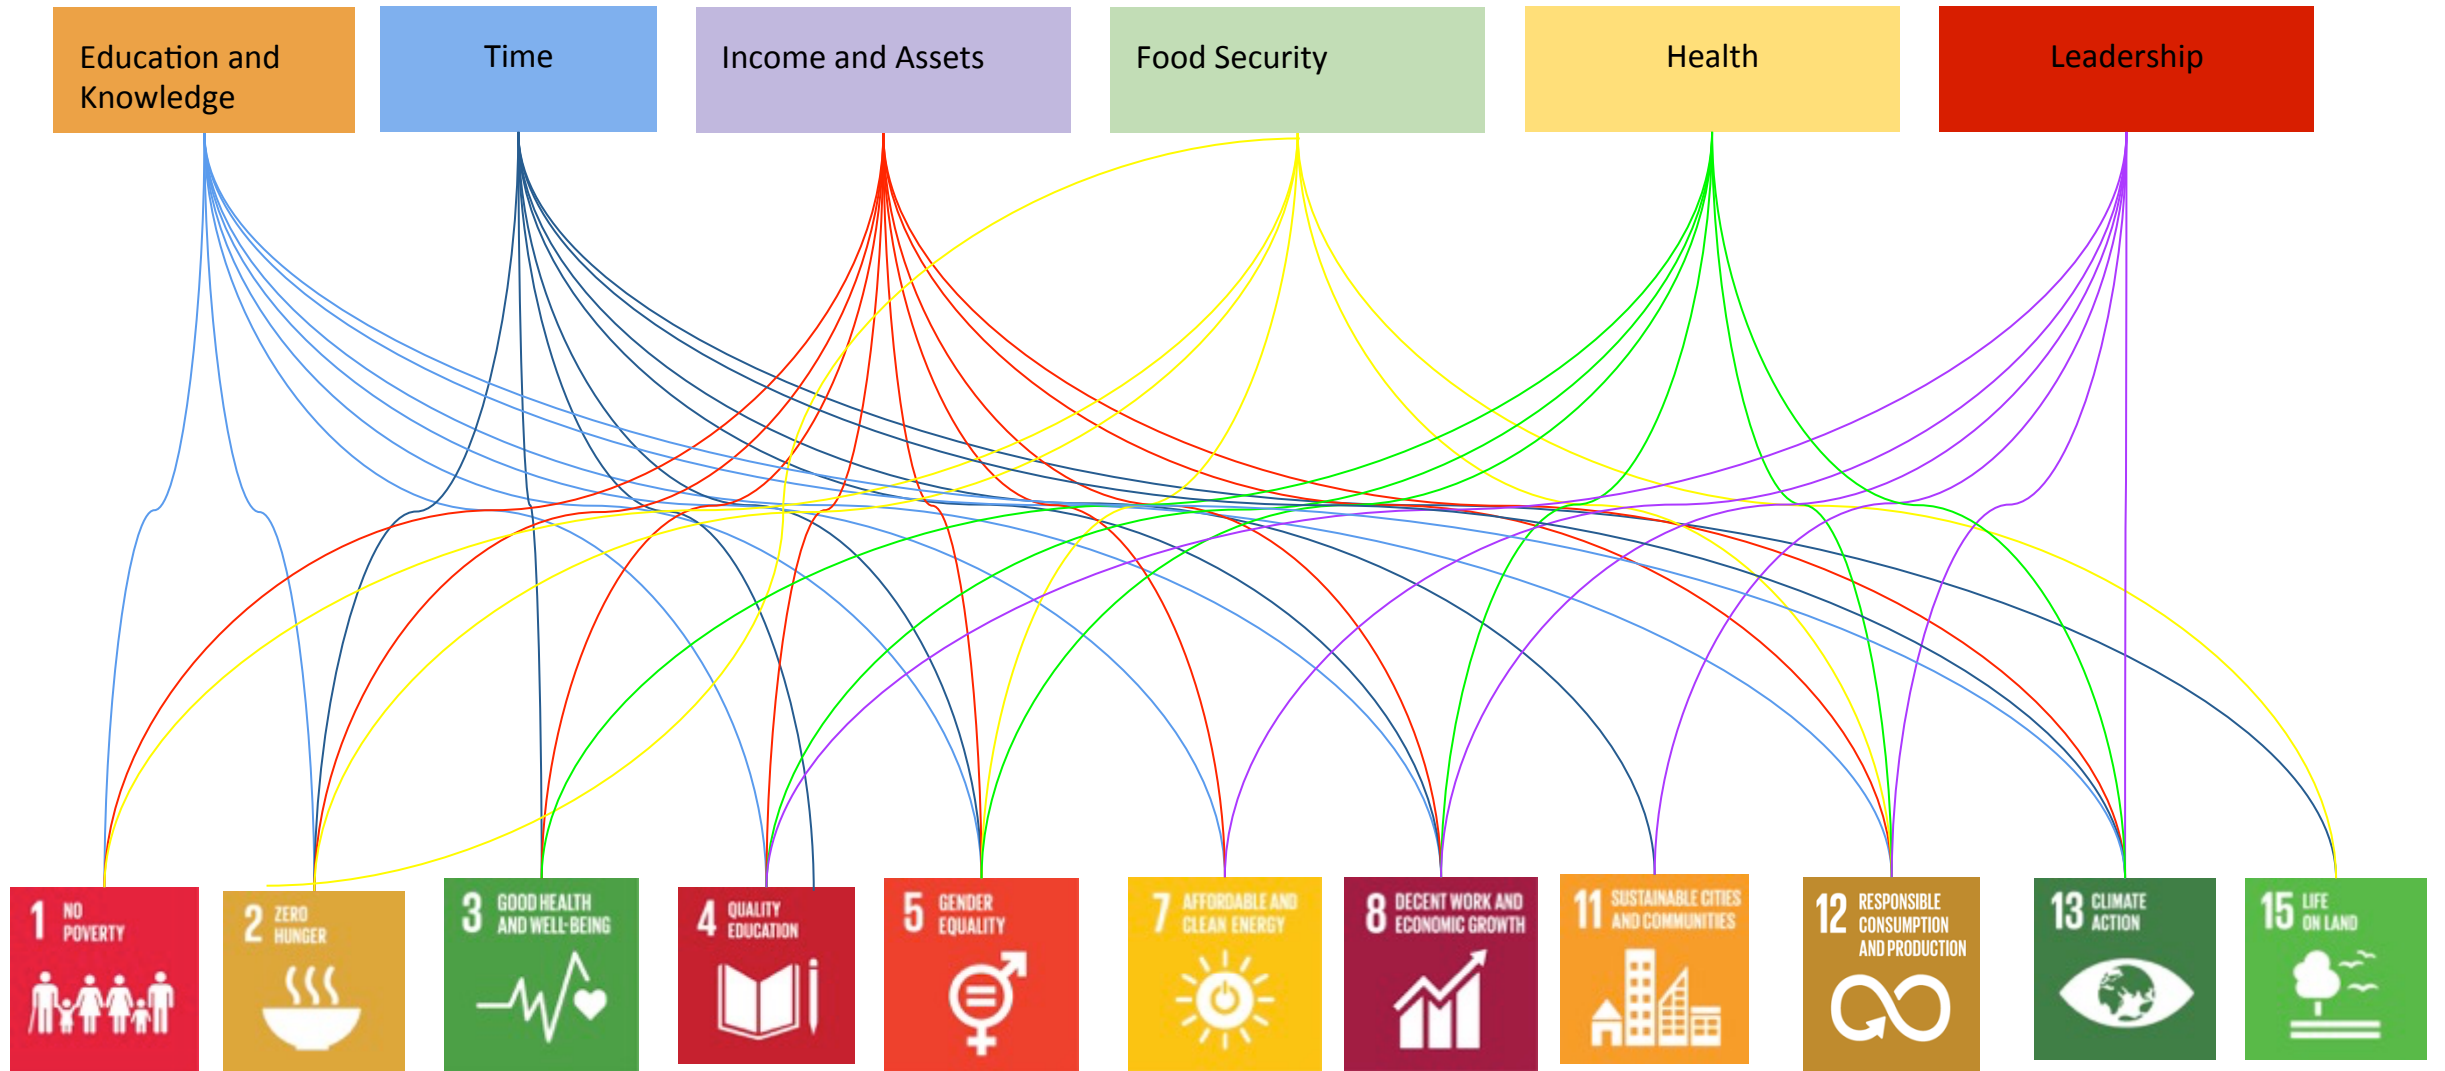 Education and
Knowledge
Time
Income and Assets
Food Security
Health
Leadership
1 NO
POVERTY
2 ZERO
HUNGER
3 GOOD HEALTH
AND WELL-BEING
4 QUALITY
EDUCATION
5 GENDER
EQUALITY
7 AFFORDABLE AND
CLEAN ENERGY
8 DECENT WORK AND
ECONOMIC GROWTH
11 SUSTAINABLE CITIES
AND COMMUNITIES
12 RESPONSIBLE
CONSUMPTION
AND PRODUCTION
13 CLIMATE
ACTION
15 LIFE
ON LAND